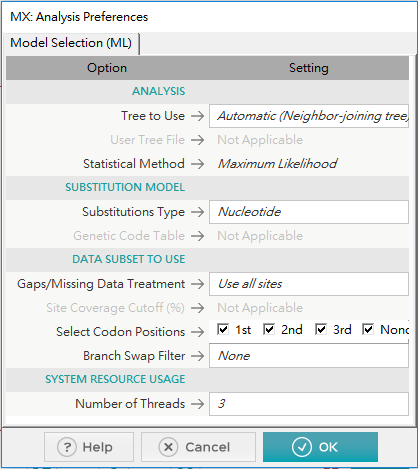 MX: Analysis Preferences
Model Selection (ML)
Option Setting
ANALYSIS
Tree to Use → Automatic (Neighbor-joining tree)
User Tree File → Not Applicable
Statistical Method → Maximum Likelihood
SUBSTITUTION MODEL
Substitutions Type → Nucleotide
Genetic Code Table → Not Applicable
DATA SUBSET TO USE
Gaps/Missing Data Treatment → Use all sites
Site Coverage Cutoff (%) → Not Applicable
Select Codon Positions → 1st 2nd 3rd Nonc
Branch Swap Filter → None
SYSTEM RESOURCE USAGE
Number of Threads → 3
? Help Cancel OK